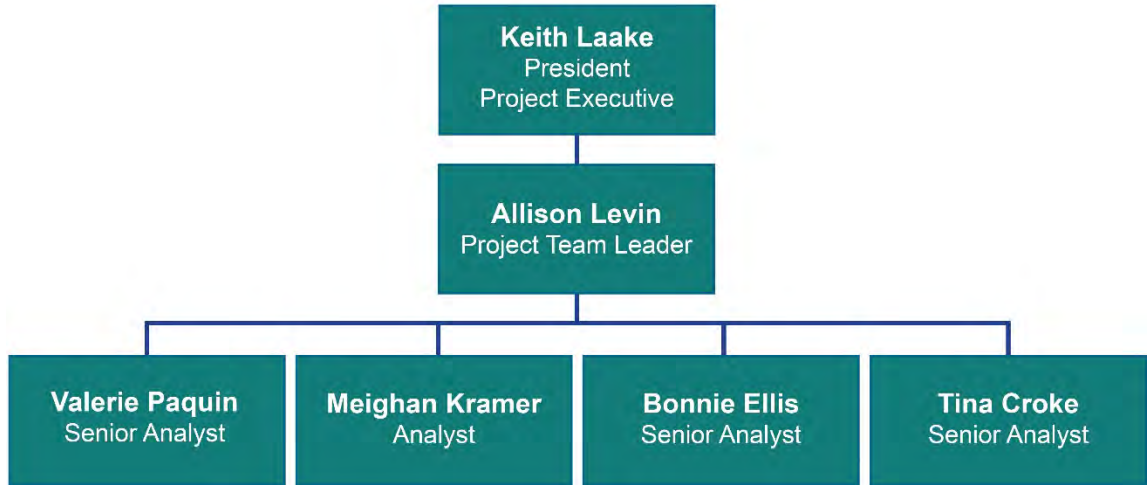 Keith Laake
President
Project Executive
Allison Levin
Project Team Leader
Valerie Paquin
Senior Analyst
Meighan Kramer
Analyst
Bonnie Ellis
Senior Analyst
Tina Croke
Senior Analyst